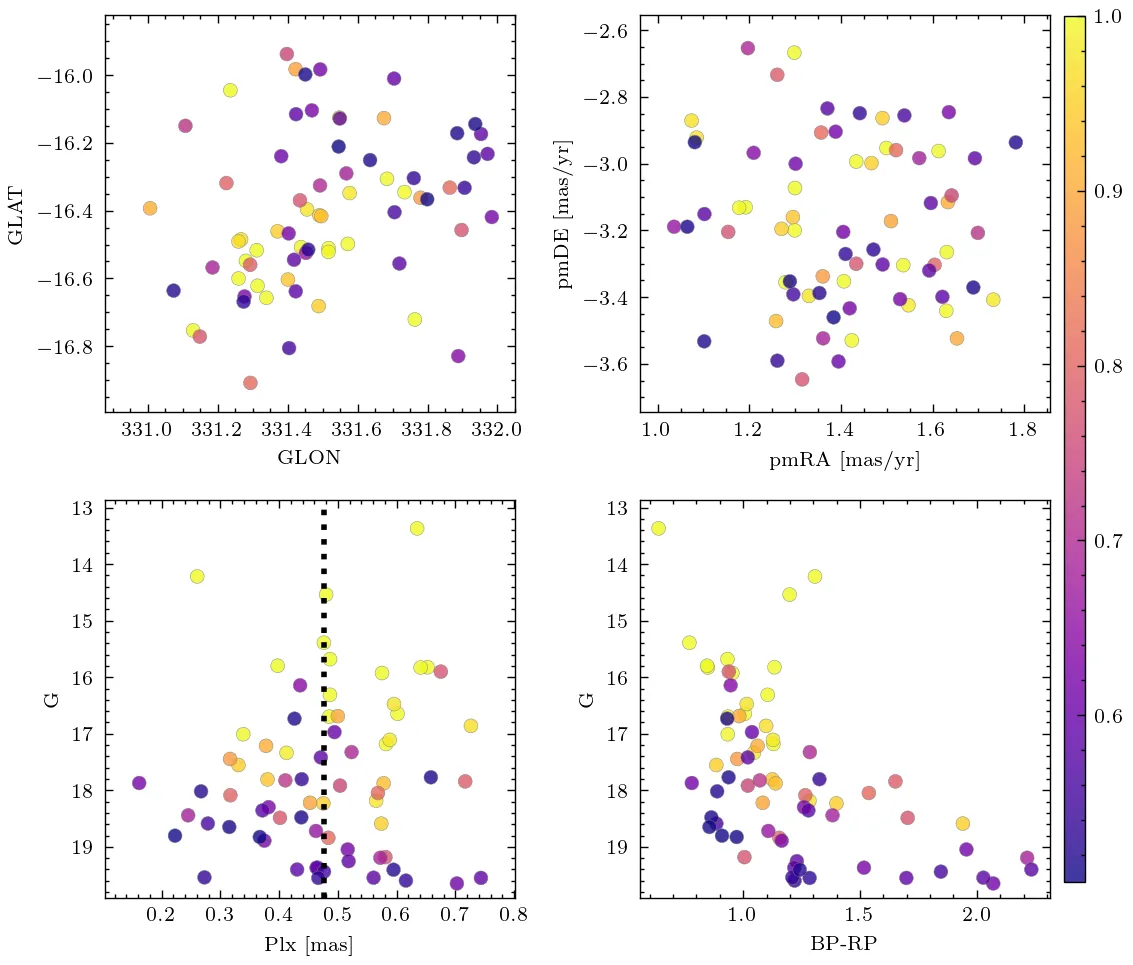 −16.0
−16.2
−16.4
−16.6
−16.8
GLAT
331.0 331.2 331.4 331.6 331.8 332.0
GLON
−2.6
−2.8
−3.0
−3.2
−3.4
−3.6
pmDE [mas/yr]
1.0 1.2 1.4 1.6 1.8
pmRA [mas/yr]
13
14
15
16
17
18
19
G
0.2 0.3 0.4 0.5 0.6 0.7 0.8
Plx [mas]
13
14
15
16
17
18
19
G
1.0 1.5 2.0
BP-RP
1.0
0.9
0.8
0.7
0.6